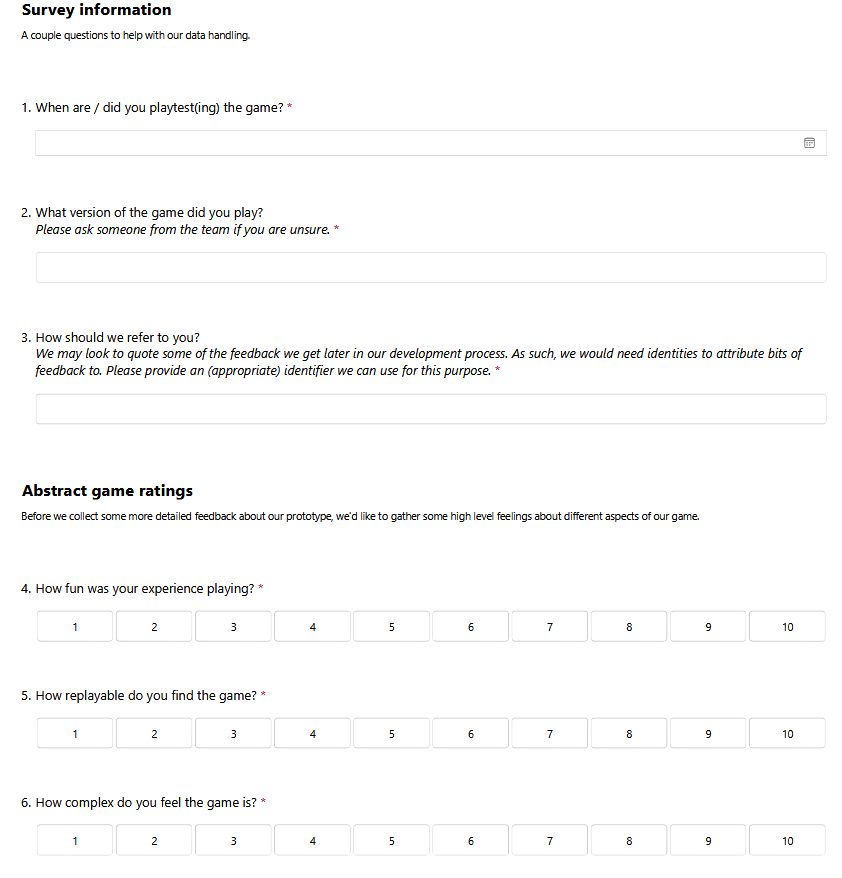 Survey information
A couple questions to help with our data handling.
1. When are / did you playtest(ing) the game? *
2. What version of the game did you play?
Please ask someone from the team if you are unsure. *
3. How should we refer to you?
We may look to quote some of the feedback we get later in our development process. As such, we would need identities to attribute bits of
feedback to. Please provide an (appropriate) identifier we can use for this purpose. *
Abstract game ratings
Before we collect some more detailed feedback about our prototype, we'd like to gather some high level feelings about different aspects of our game.
4. How fun was your experience playing? *
1 2 3 4 5 6 7 8 9 10
5. How replayable do you find the game? *
1 2 3 4 5 6 7 8 9 10
6. How complex do you feel the game is? *
1 2 3 4 5 6 7 8 9 10